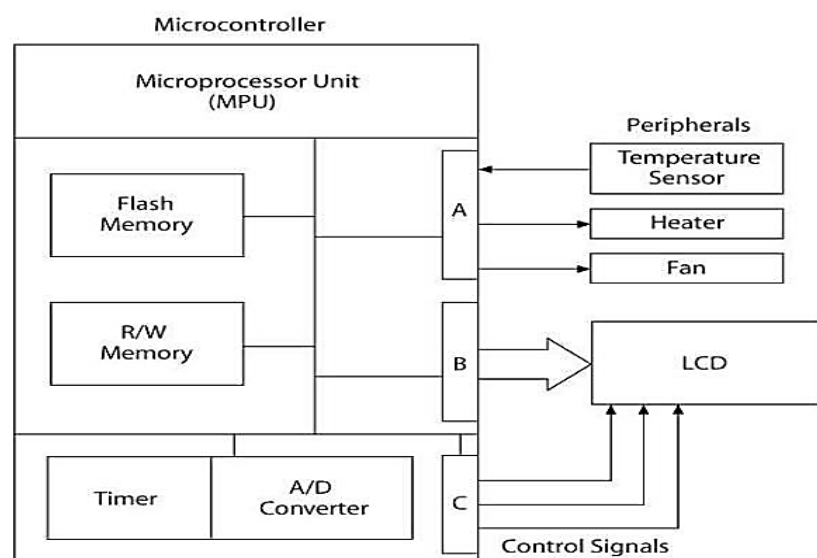 Microcontroller
Microprocessor Unit
(MPU)
Peripherals
Temperature
Sensor
Flash
Memory
A
Heater
Fan
R/W
Memory
B
LCD
Timer
A/D
Converter
C
Control Signals